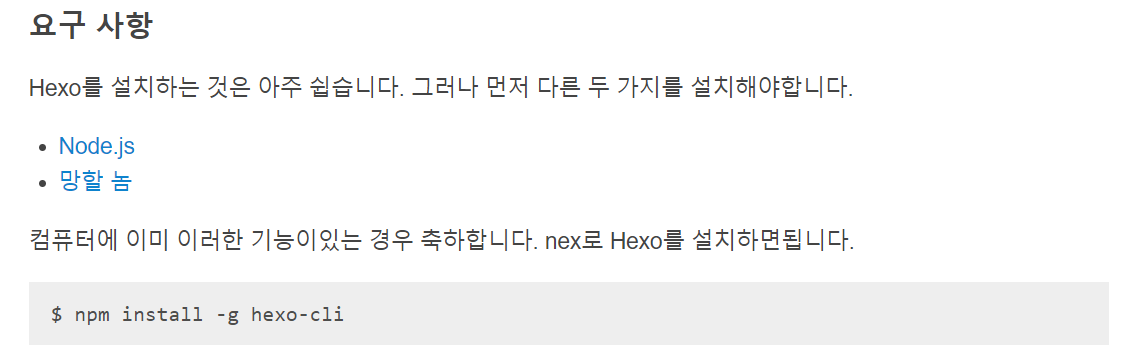 요구 사항
Hexo를 설치하는 것은 아주 쉽습니다. 그러나 먼저 다른 두 가지를 설치해야합니다.
Node.js
망할 놈
컴퓨터에 이미 이러한 기능이있는 경우 축하합니다. nex로 Hexo를 설치하면됩니다.
$ npm install -g hexo-cli